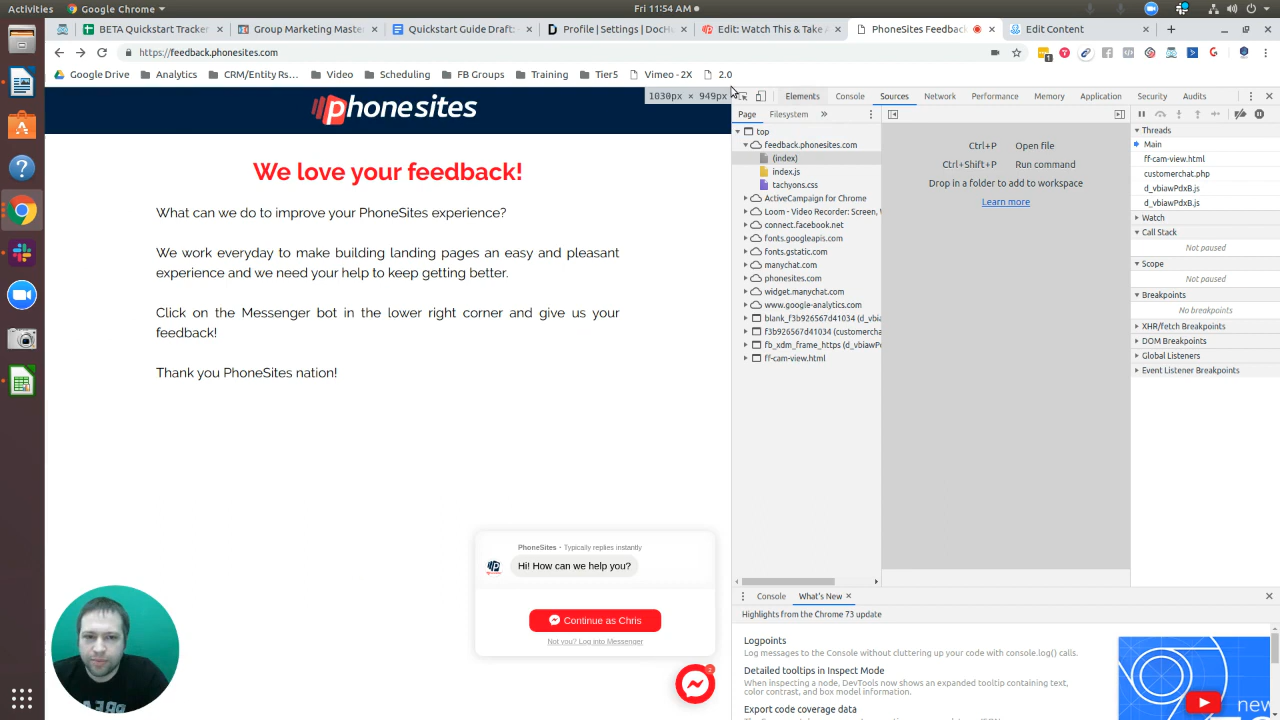 Activities
Google Chrome
Fri 11:54 AM
BETA Quickstart Tracker
Group Marketing Mast
Quickstart Guide Draft:
Profile | Settings | DocH
Edit: Watch This & Take
PhoneSites Feedback
Edit Content
https://feedback.phonesites.com
Google Drive
Analytics
CRM/Entity Rs...
Video
Scheduling
FB Groups
Training
Tier5
Vimeo - 2X
2.0
1030px × 949px
Elements
Console
Sources
Network
Performance
Memory
Application
Security
Audits
phonesites
We love your feedback!
What can we do to improve your PhoneSites experience?
We work everyday to make building landing pages an easy and pleasant
experience and we need your help to keep getting better.
Click on the Messenger bot in the lower right corner and give us your
feedback!
Thank you PhoneSites nation!
PhoneSites • Typically replies instantly
Hi! How can we help you?
Continue as Chris
Not you? Log into Messenger
2
Page
Filesystem
top
feedback.phonesites.com
(index)
index.js
tachyons.css
ActiveCampaign for Chrome
Loom - Video Recorder: Screen,
connect.facebook.net
fonts.googleapis.com
fonts.gstatic.com
manychat.com
phonesites.com
widget.manychat.com
www.google-analytics.com
blank_f3b926567d41034 (d_vb
f3b926567d41034 (customercha
fb_xdm_frame_https (d_vbiawP
ff-cam-view.html
Ctrl+P Open file
Ctrl+Shift+P Run command
Drop in a folder to add to workspace
Learn more
Threads
Main
ff-cam-view.html
customerchat.php
d_vbiawPdxB.js
d_vbiawPdxB.js
Watch
Call Stack
Not paused
Scope
Not paused
Breakpoints
No breakpoints
XHR/fetch Breakpoints
DOM Breakpoints
Global Listeners
Event Listener Breakpoints
Console
What's New
Highlights from the Chrome 73 update
Logpoints
Log messages to the Console without cluttering up your code with console.log() calls.
Detailed tooltips in Inspect Mode
When inspecting a node, DevTools now shows an expanded tooltip containing text,
color contrast, and box model information.
Export code coverage data
new